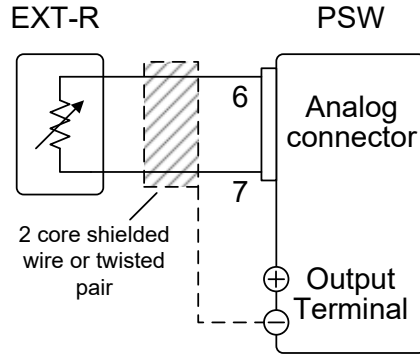 EXT-R
PSW
6
Analog
connector
7
2 core shielded
wire or twisted
pair
+
Output
Terminal
-